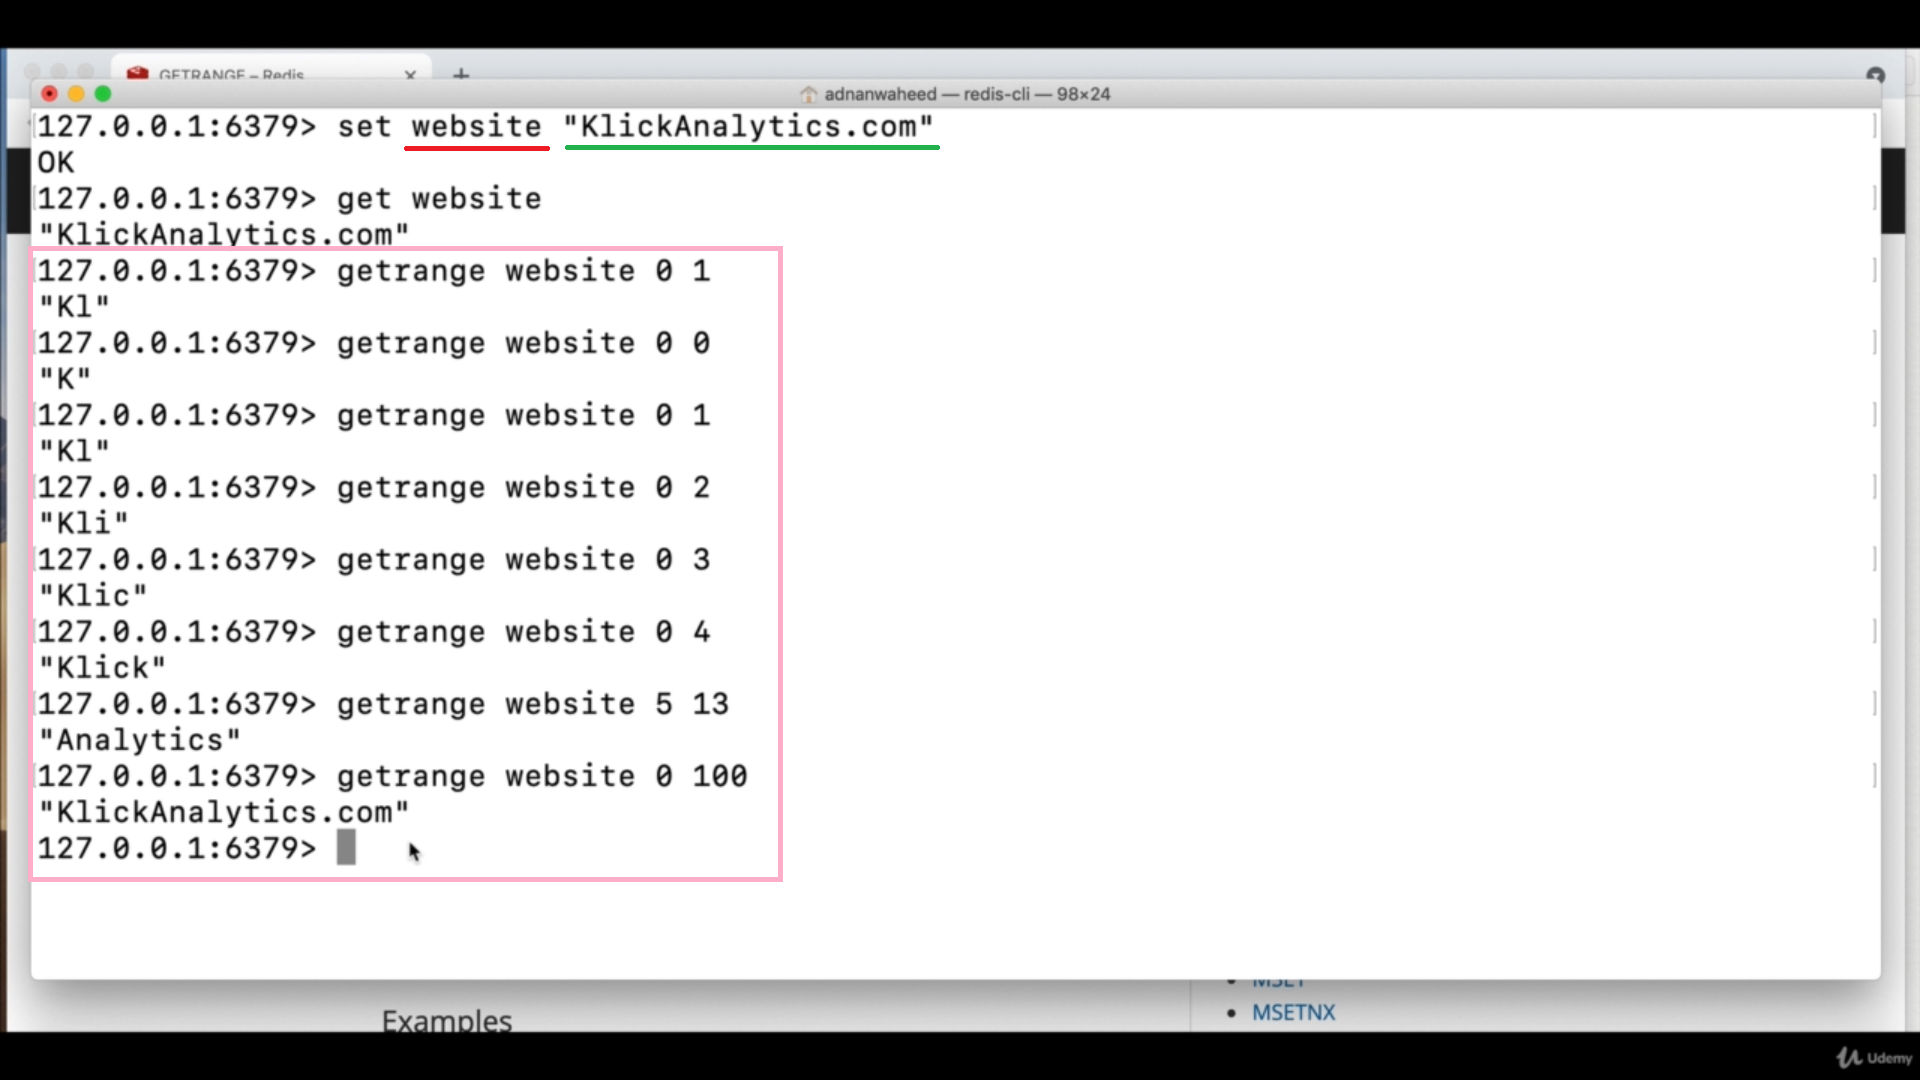 GETRANGE – Redis
adnanwaheed — redis-cli — 98×24
127.0.0.1:6379> set website "KlickAnalytics.com"
OK
127.0.0.1:6379> get website
"KlickAnalytics.com"
127.0.0.1:6379> getrange website 0 1
"Kl"
127.0.0.1:6379> getrange website 0 0
"K"
127.0.0.1:6379> getrange website 0 1
"Kl"
127.0.0.1:6379> getrange website 0 2
"Kli"
127.0.0.1:6379> getrange website 0 3
"Klic"
127.0.0.1:6379> getrange website 0 4
"Klick"
127.0.0.1:6379> getrange website 5 13
"Analytics"
127.0.0.1:6379> getrange website 0 100
"KlickAnalytics.com"
127.0.0.1:6379>
MSET
MSETNX
Examples
Udemy